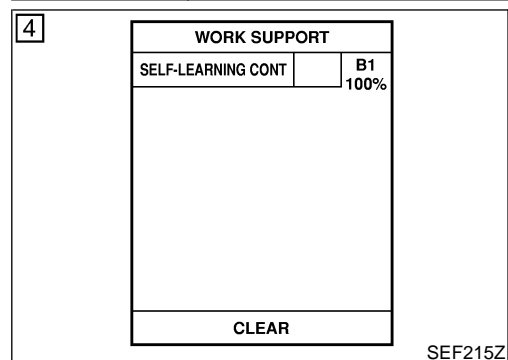 4
WORK SUPPORT
SELF-LEARNING CONT B1
100%
CLEAR
SEF215Z